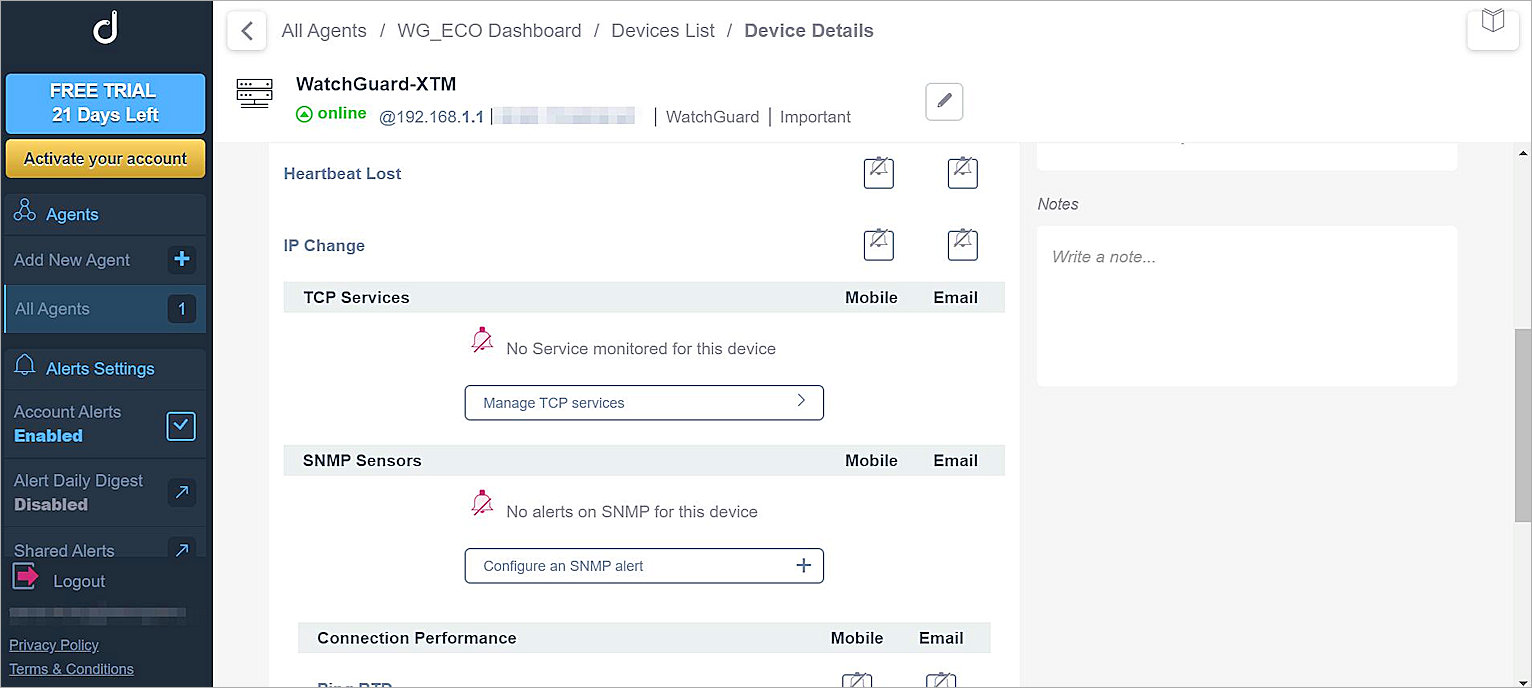 All Agents / WG_ECO Dashboard / Devices List / Device Details
FREE TRIAL
21 Days Left
Activate your account
Agents
Add New Agent
All Agents 1
Alerts Settings
Account Alerts
Enabled
Alert Daily Digest
Disabled
Shared Alerts
Logout
Privacy Policy
Terms & Conditions
WatchGuard-XTM
online @192.168.1.1 | | WatchGuard | Important
Heartbeat Lost
IP Change
TCP Services Mobile Email
No Service monitored for this device
Manage TCP services
SNMP Sensors Mobile Email
No alerts on SNMP for this device
Configure an SNMP alert
Connection Performance Mobile Email
Ping RTD
Notes
Write a note...